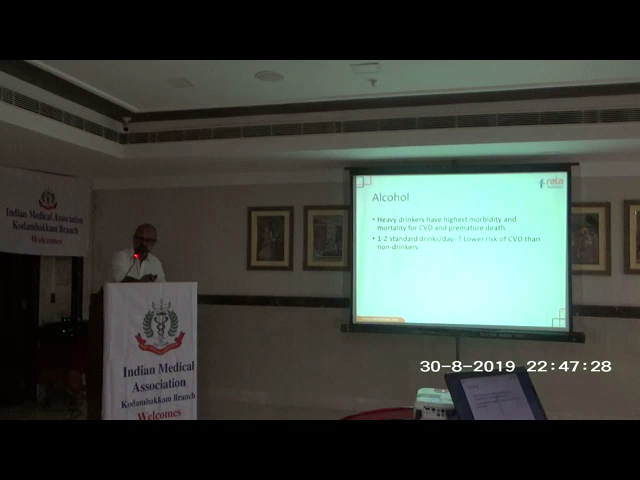 Indian Medical Association
Kodambakkam Branch
Welcomes
rela
Alcohol
• Heavy drinkers have highest morbidity and
mortality for CVD and premature death
• 1-2 standard drinks/day- ? Lower risk of CVD than
non-drinkers
Indian Medical
Association
Kodambakkam Branch
Welcomes
30-8-2019 22:47:28